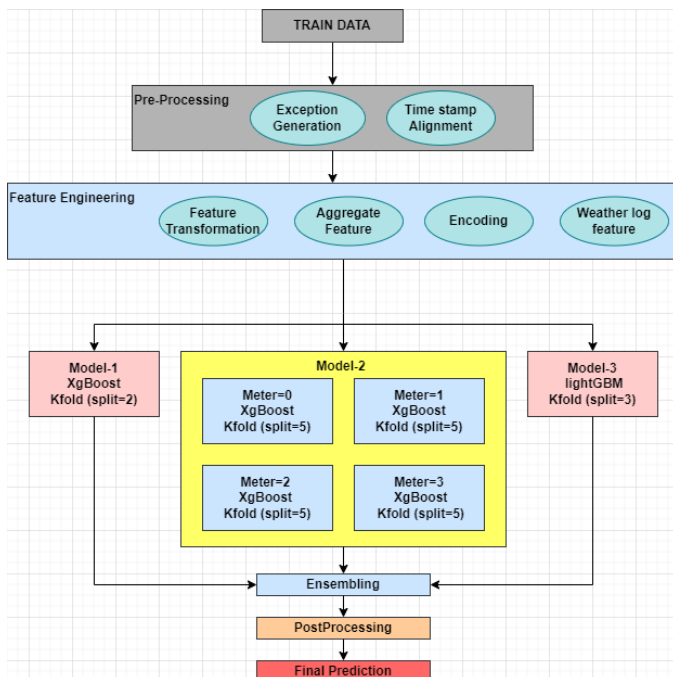 TRAIN DATA
Pre-Processing
Exception
Generation
Time stamp
Alignment
Feature Engineering
Feature
Transformation
Aggregate
Feature
Encoding
Weather log
feature
Model-1
XgBoost
Kfold (split=2)
Model-2
Meter=0
XgBoost
Kfold (split=5)
Meter=1
XgBoost
Kfold (split=5)
Meter=2
XgBoost
Kfold (split=5)
Meter=3
XgBoost
Kfold (split=5)
Model-3
lightGBM
Kfold (split=3)
Ensembling
PostProcessing
Final Prediction